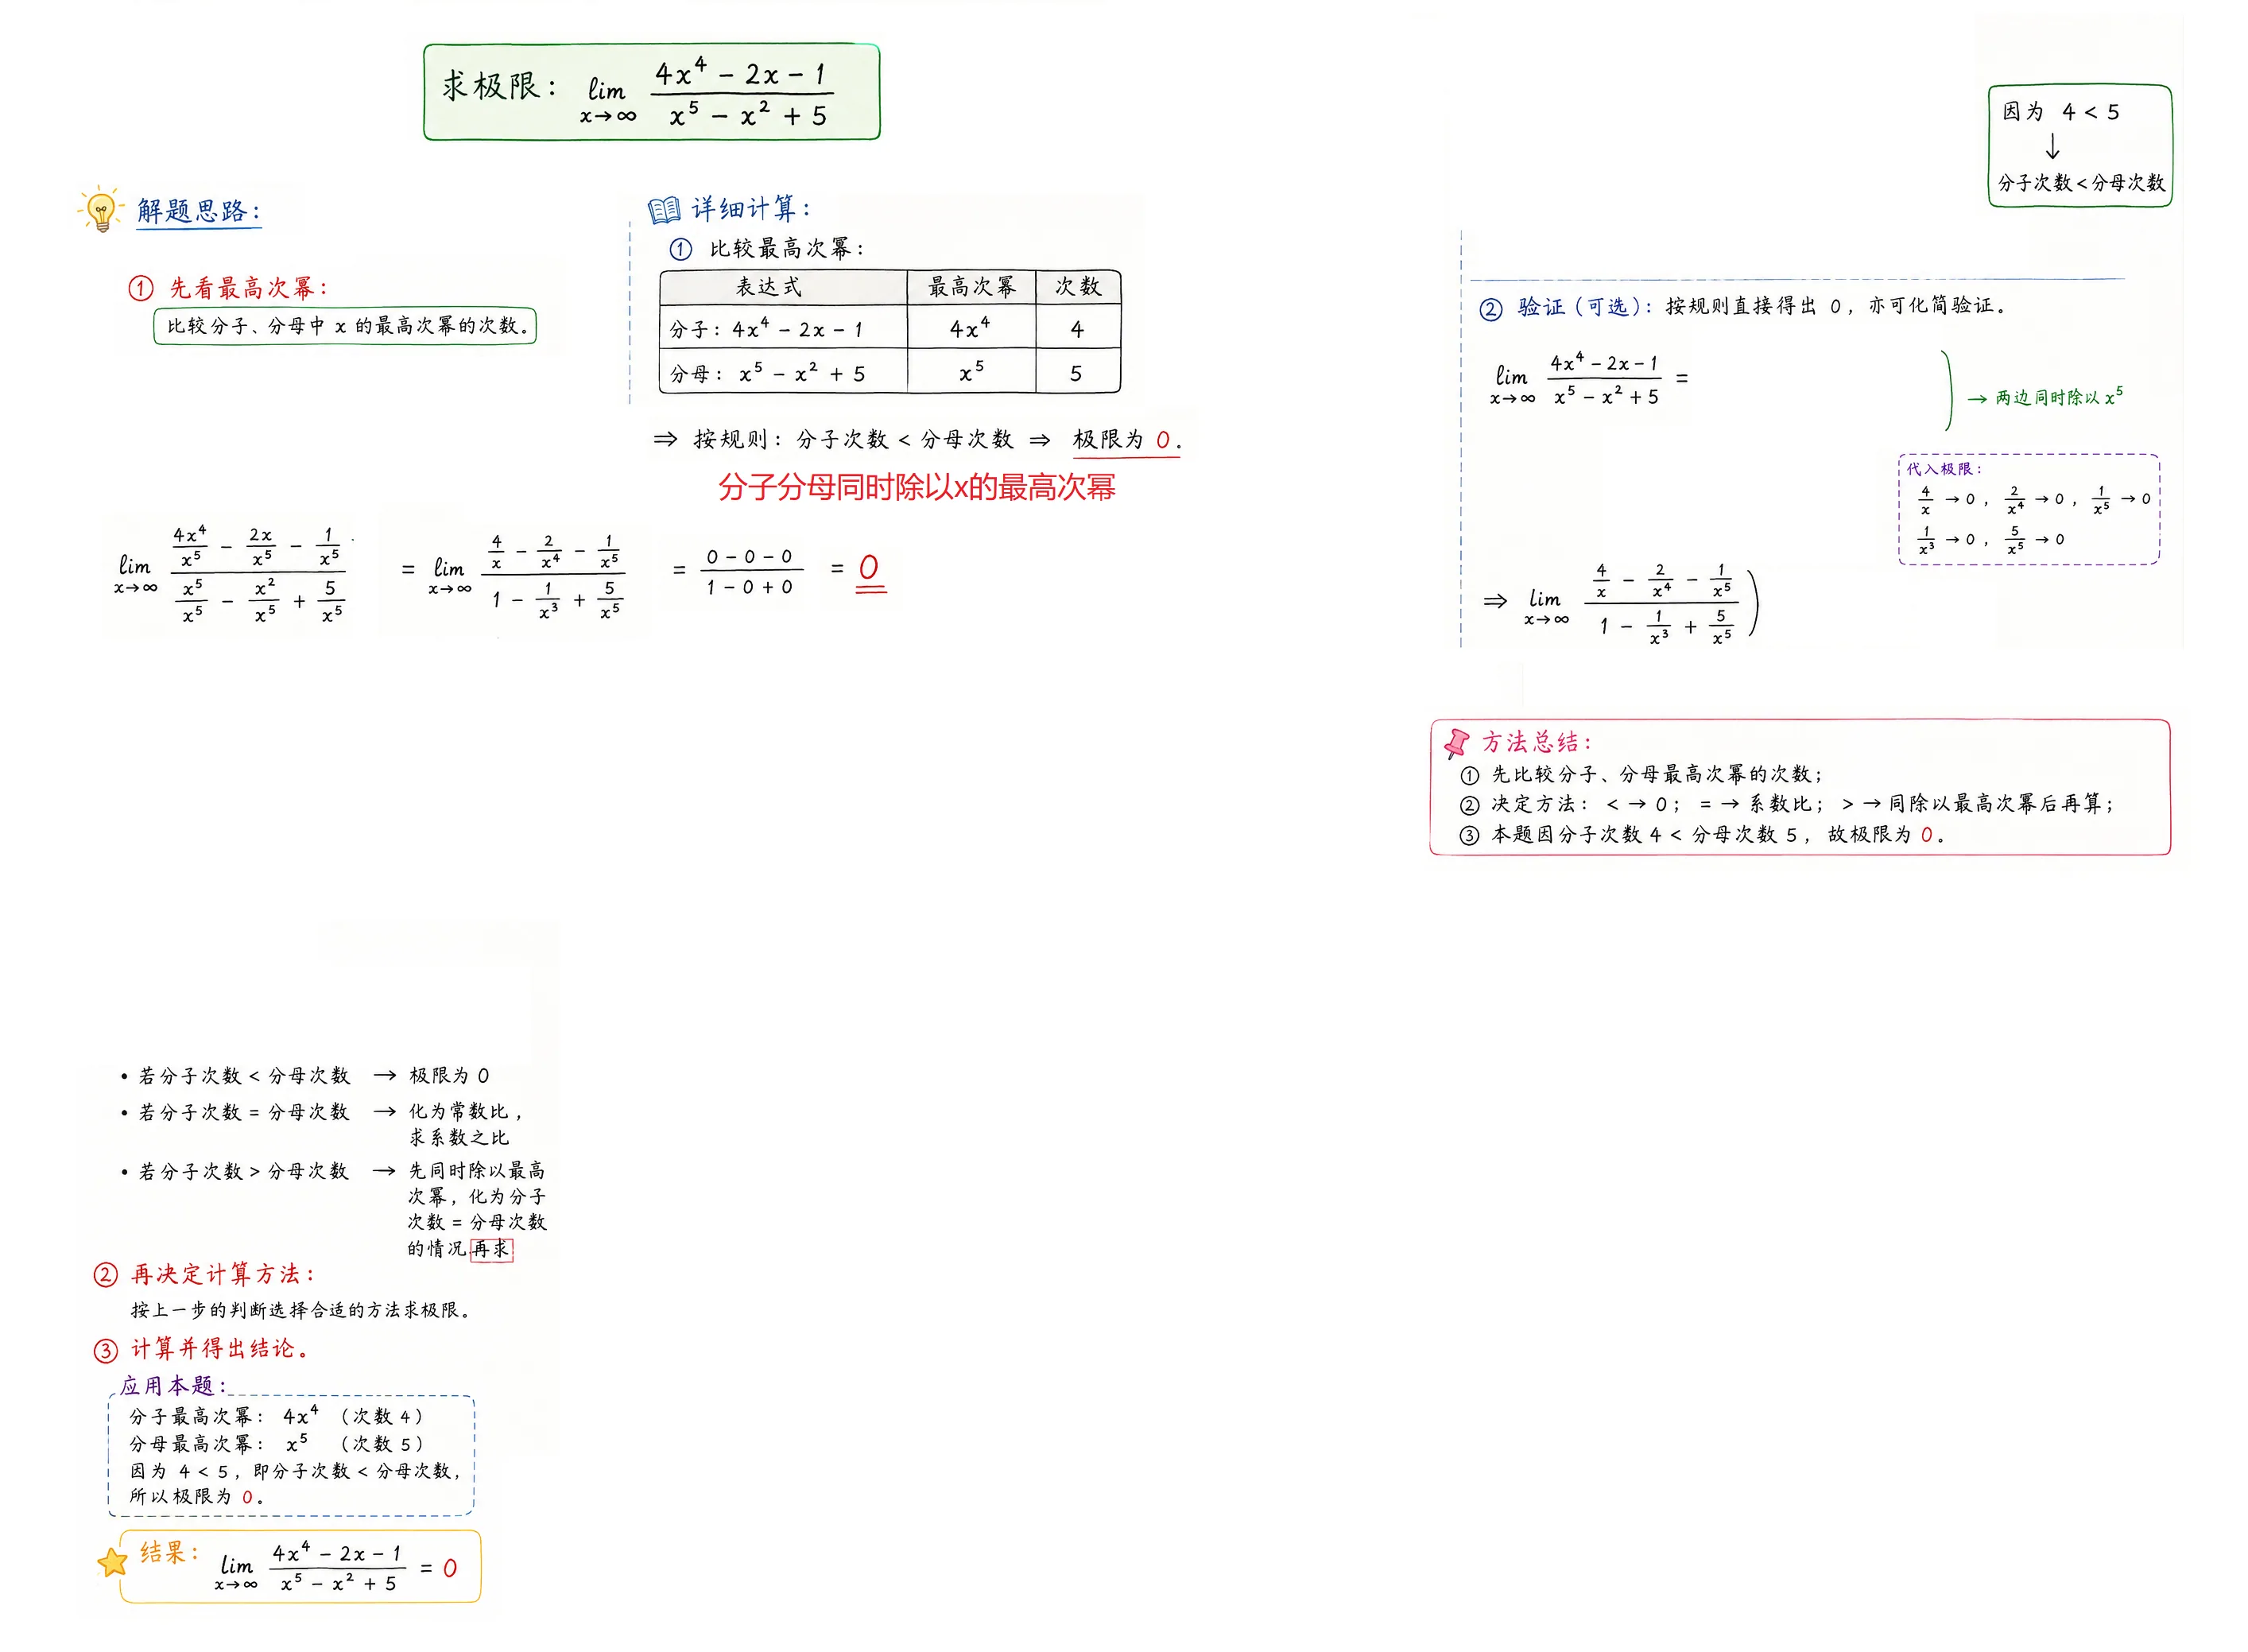 求极限: lim x→∞ (4x⁴ − 2x − 1)/(x⁵ − x² + 5)
解题思路:
① 先看最高次幂:
比较分子、分母中 x 的最高次幂的次数。
详细计算:
① 比较最高次幂:
表达式 最高次幂 次数
分子: 4x⁴ − 2x − 1 4x⁴ 4
分母: x⁵ − x² + 5 x⁵ 5
⇒ 按规则: 分子次数 < 分母次数 ⇒ 极限为 0.
分子分母同时除以x的最高次幂
lim x→∞ (4x⁴/x⁵ − 2x/x⁵ − 1/x⁵)/(x⁵/x⁵ − x²/x⁵ + 5/x⁵) = lim x→∞ (4/x − 2/x⁴ − 1/x⁵)/(1 − 1/x³ + 5/x⁵) = (0 − 0 − 0)/(1 − 0 + 0) = 0
因为 4 < 5
↓
分子次数<分母次数
② 验证(可选): 按规则直接得出 0, 亦可化简验证。
lim x→∞ (4x⁴ − 2x − 1)/(x⁵ − x² + 5) =
→ 两边同时除以 x⁵
代入极限:
4/x → 0, 2/x⁴ → 0, 1/x⁵ → 0
1/x³ → 0, 5/x⁵ → 0
⇒ lim x→∞ (4/x − 2/x⁴ − 1/x⁵)/(1 − 1/x³ + 5/x⁵) )
方法总结:
① 先比较分子、分母最高次幂的次数;
② 决定方法: < → 0; = → 系数比; > → 同除以最高次幂后再算;
③ 本题因分子次数 4 < 分母次数 5, 故极限为 0。
• 若分子次数 < 分母次数 → 极限为 0
• 若分子次数 = 分母次数 → 化为常数比,
求系数之比
• 若分子次数 > 分母次数 → 先同时除以最高
次幂, 化为分子
次数 = 分母次数
的情况再求
② 再决定计算方法:
按上一步的判断选择合适的方法求极限。
③ 计算并得出结论。
应用本题:
分子最高次幂: 4x⁴ (次数 4)
分母最高次幂: x⁵ (次数 5)
因为 4 < 5, 即分子次数 < 分母次数,
所以极限为 0。
结果: lim x→∞ (4x⁴ − 2x − 1)/(x⁵ − x² + 5) = 0